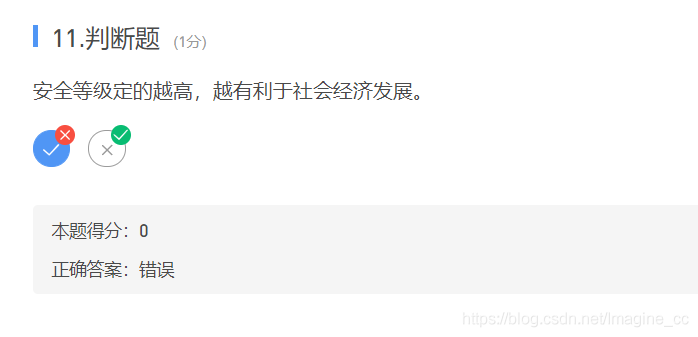 11.判断题 (1分)
安全等级定的越高，越有利于社会经济发展。
本题得分：0
正确答案：错误
https://blog.csdn.net/Imagine_cc